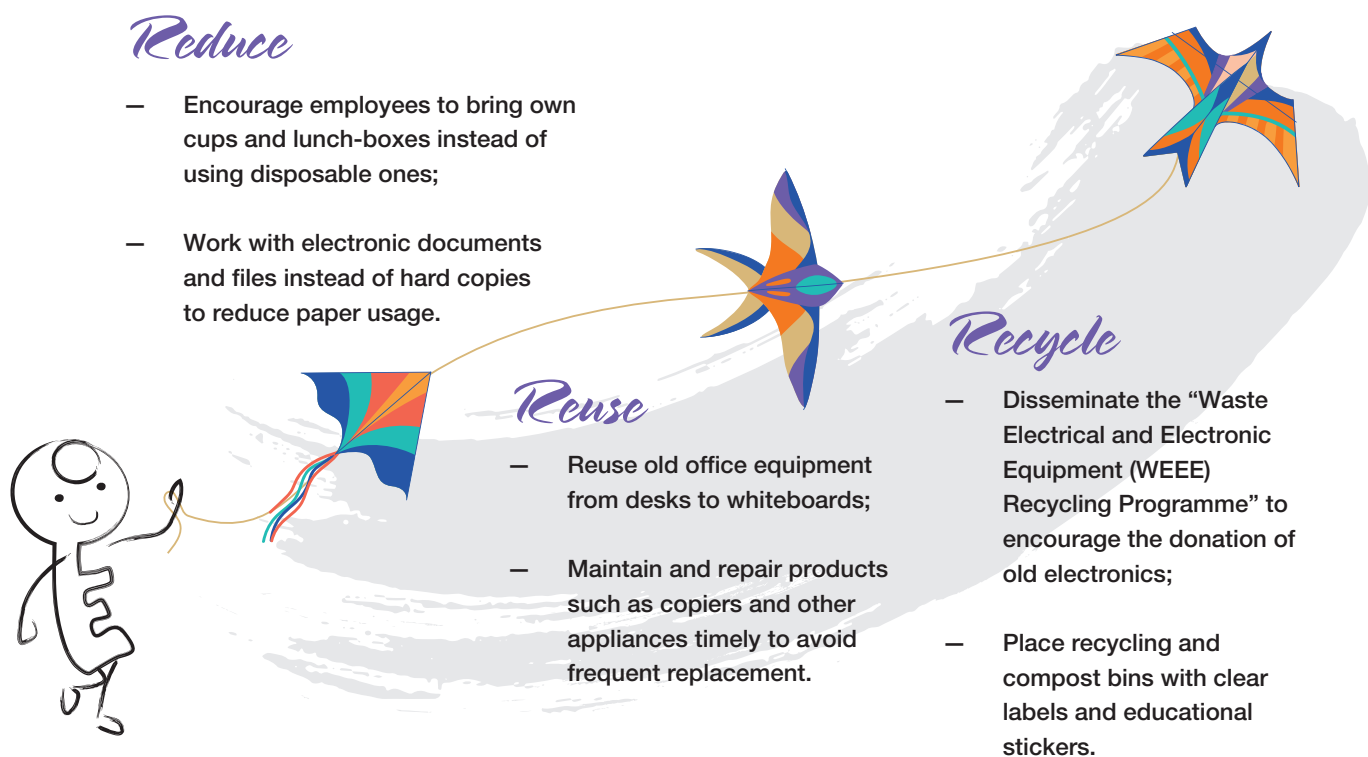 Reduce
— Encourage employees to bring own
cups and lunch-boxes instead of
using disposable ones;
— Work with electronic documents
and files instead of hard copies
to reduce paper usage.
Reuse
— Reuse old office equipment
from desks to whiteboards;
— Maintain and repair products
such as copiers and other
appliances timely to avoid
frequent replacement.
Recycle
— Disseminate the “Waste
Electrical and Electronic
Equipment (WEEE)
Recycling Programme” to
encourage the donation of
old electronics;
— Place recycling and
compost bins with clear
labels and educational
stickers.